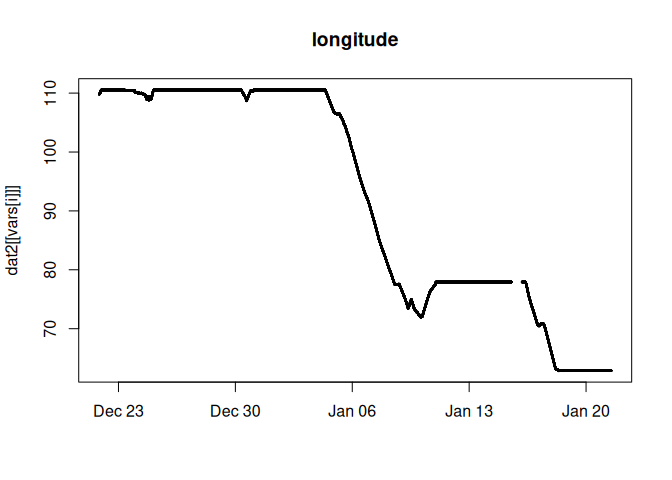 longitude
dat2[[vars[i]]]
110
100
90
80
70
Dec 23
Dec 30
Jan 06
Jan 13
Jan 20